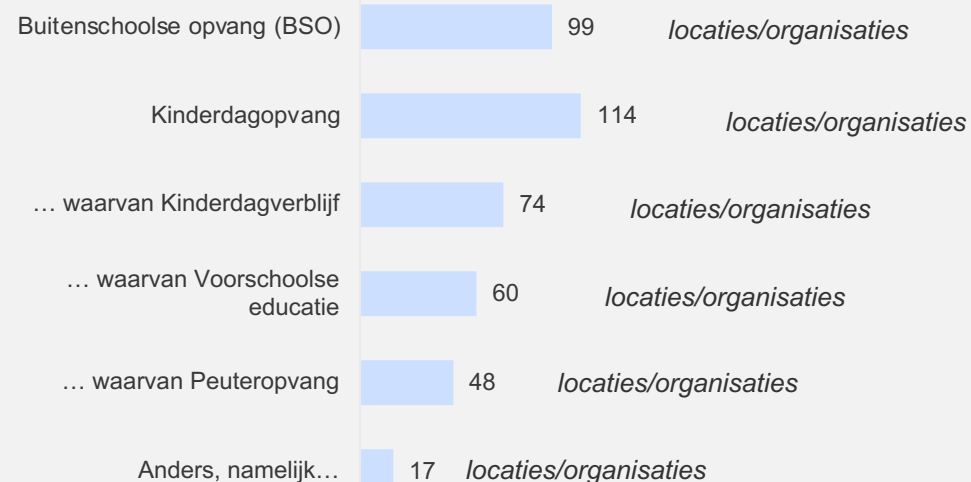 Buitenschoolse opvang (BSO) 99 locaties/organisaties
Kinderdagopvang 114 locaties/organisaties
… waarvan Kinderdagverblijf 74 locaties/organisaties
… waarvan Voorschoolse
educatie 60 locaties/organisaties
… waarvan Peuteropvang 48 locaties/organisaties
Anders, namelijk… 17 locaties/organisaties